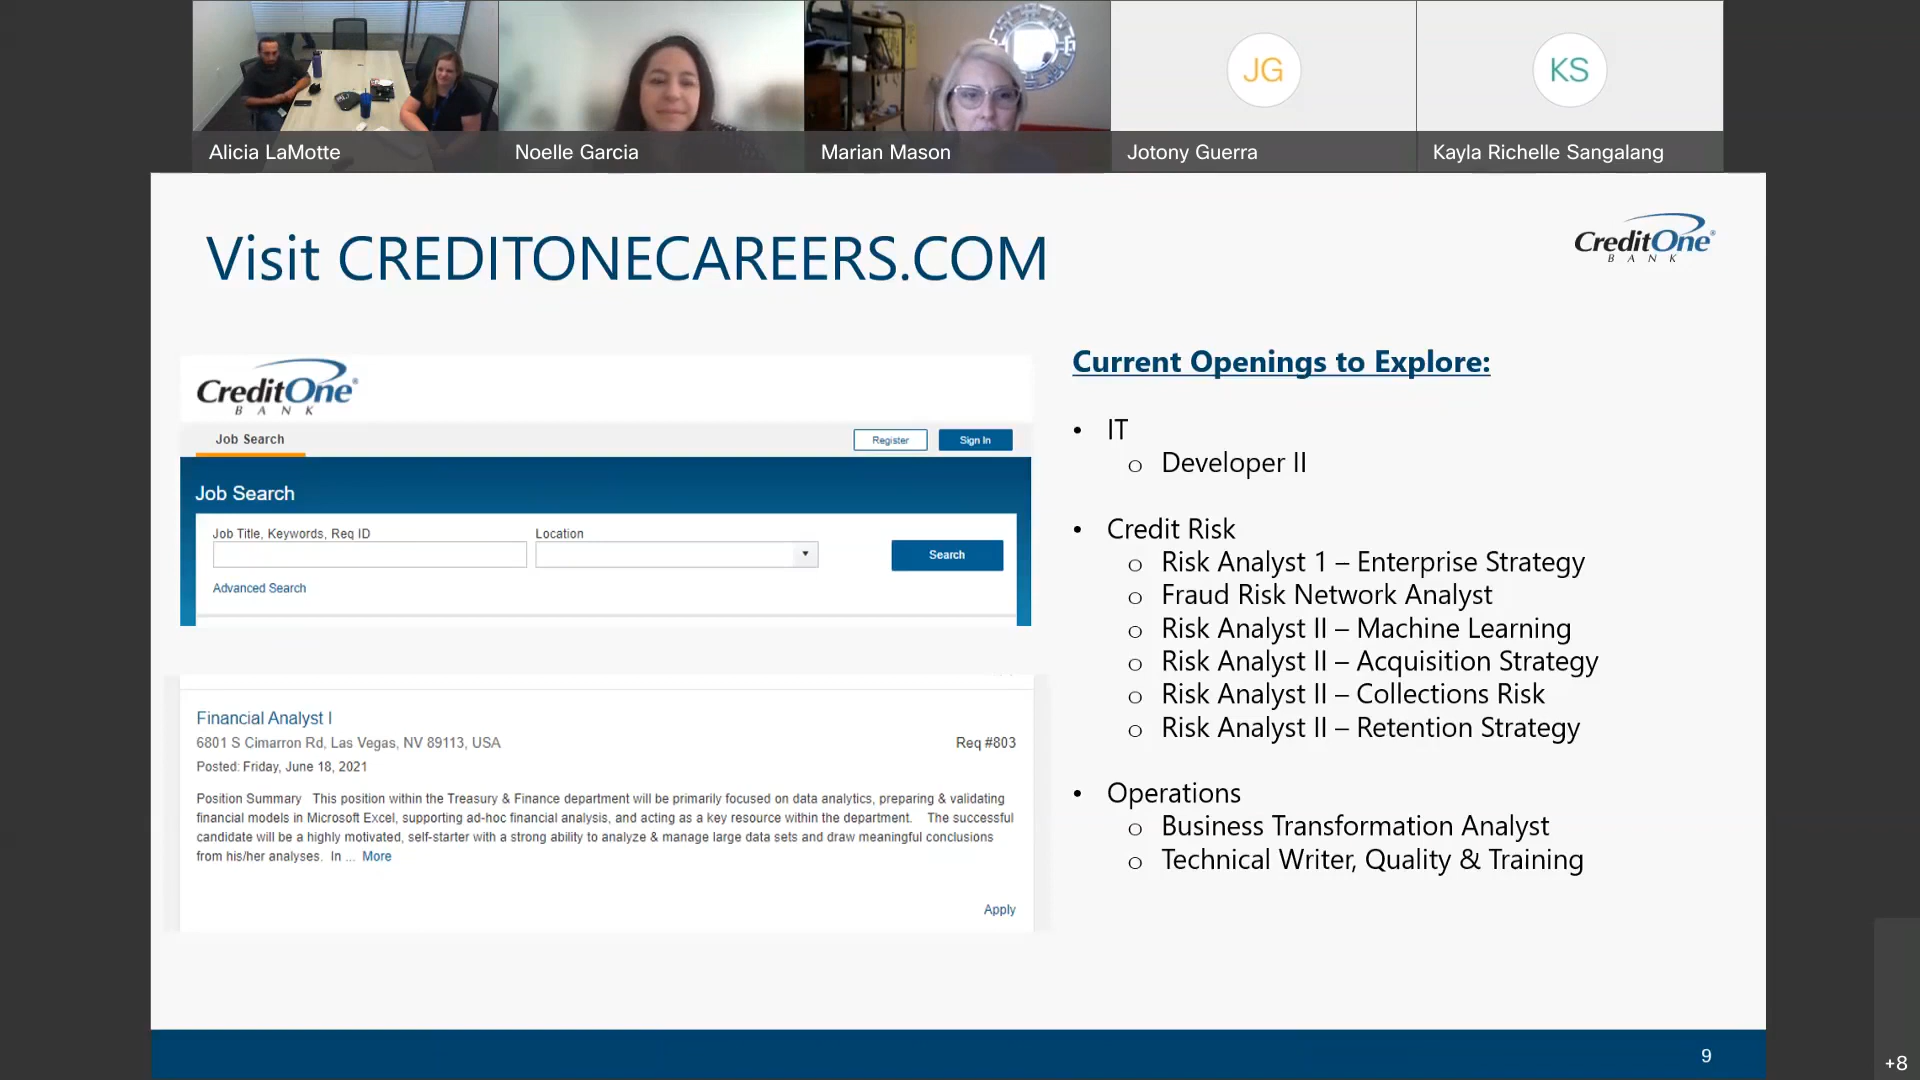 JG
KS
Alicia LaMotte
Noelle Garcia
Marian Mason
Jotony Guerra
Kayla Richelle Sangalang
Visit CREDITONECAREERS.COM
CreditOne®
BANK
CreditOne®
BANK
Job Search
Register
Sign In
Job Search
Job Title, Keywords, Req ID
Location
Search
Advanced Search
Financial Analyst I
6801 S Cimarron Rd, Las Vegas, NV 89113, USA
Req #803
Posted: Friday, June 18, 2021
Position Summary This position within the Treasury & Finance department will be primarily focused on data analytics, preparing & validating
financial models in Microsoft Excel, supporting ad-hoc financial analysis, and acting as a key resource within the department. The successful
candidate will be a highly motivated, self-starter with a strong ability to analyze & manage large data sets and draw meaningful conclusions
from his/her analyses. In ... More
Apply
Current Openings to Explore:
• IT
o Developer II
• Credit Risk
o Risk Analyst 1 – Enterprise Strategy
o Fraud Risk Network Analyst
o Risk Analyst II – Machine Learning
o Risk Analyst II – Acquisition Strategy
o Risk Analyst II – Collections Risk
o Risk Analyst II – Retention Strategy
• Operations
o Business Transformation Analyst
o Technical Writer, Quality & Training
9
+8